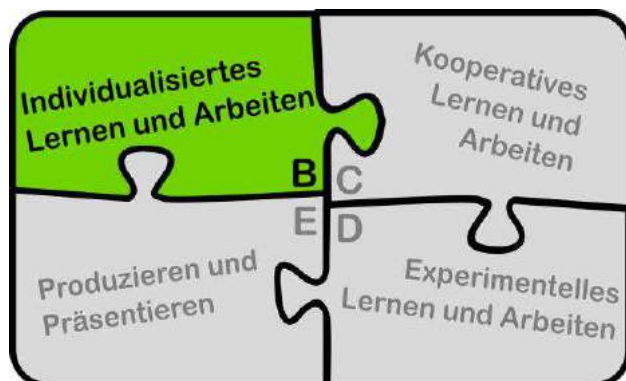 Individualisiertes
Lernen und Arbeiten
B
Kooperatives
Lernen und
Arbeiten
C
E
Produzieren und
Präsentieren
D
Experimentelles
Lernen und Arbeiten